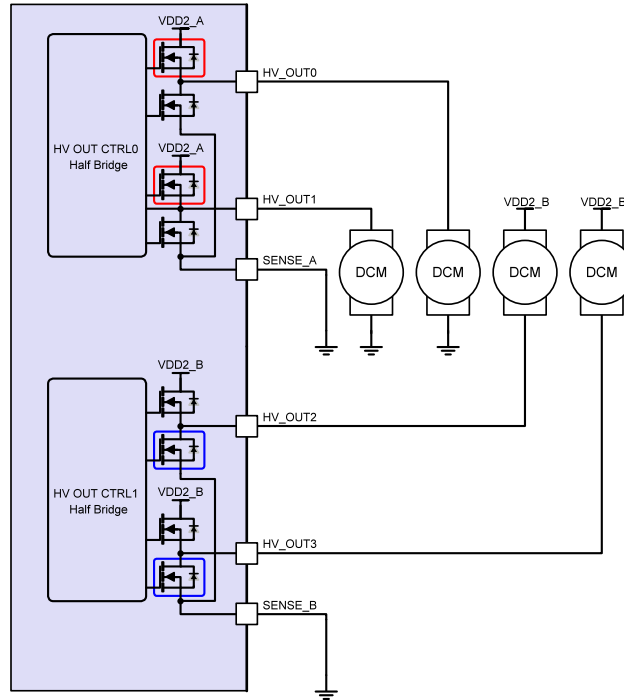 VDD2_A
HV_OUT0
HV OUT CTRL0
Half Bridge
VDD2_A
HV_OUT1
VDD2_B
VDD2_B
SENSE_A
DCM
DCM
DCM
DCM
VDD2_B
HV_OUT2
HV OUT CTRL1
Half Bridge
VDD2_B
HV_OUT3
SENSE_B